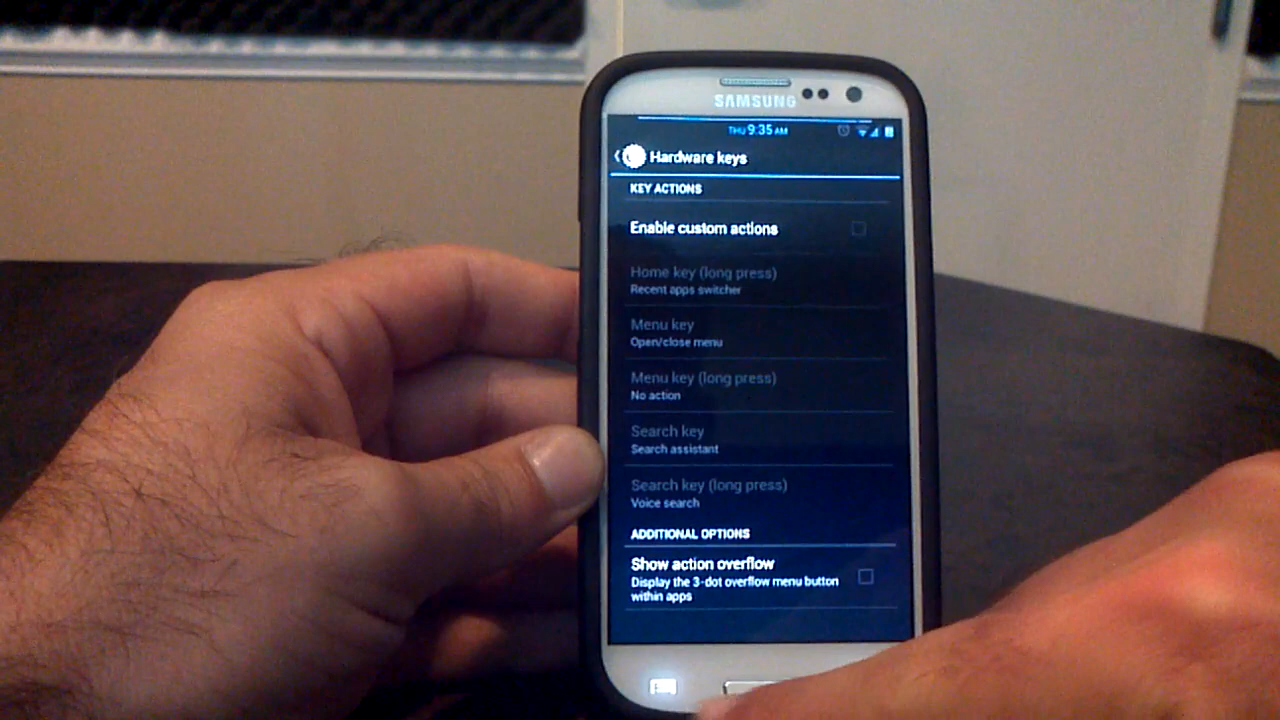 SAMSUNG
THU 9:35 AM
Hardware keys
KEY ACTIONS
Enable custom actions
Home key (long press)
Recent apps switcher
Menu key
Open/close menu
Menu key (long press)
No action
Search key
Search assistant
Search key (long press)
Voice search
ADDITIONAL OPTIONS
Show action overflow
Display the 3-dot overflow menu button
within apps